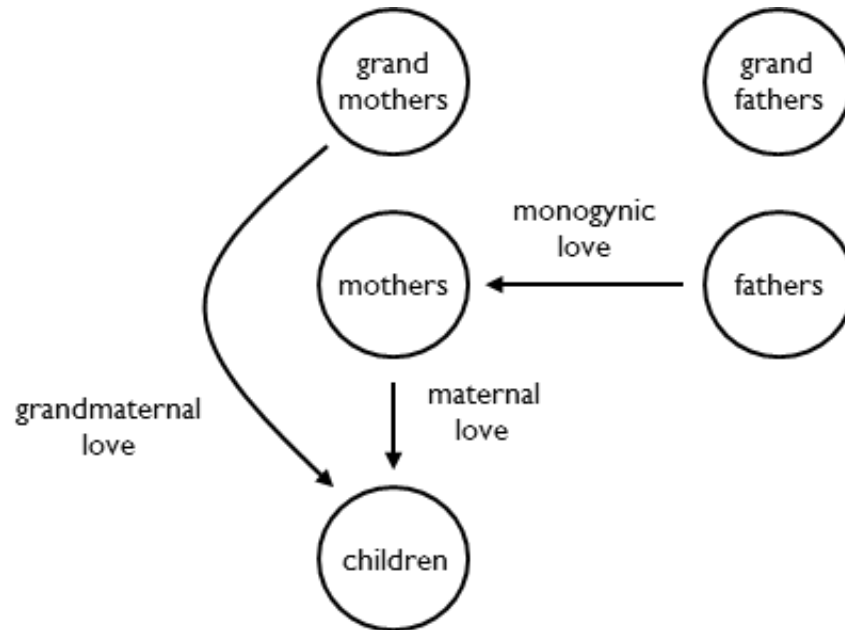 grand
mothers
grand
fathers
monogynic
love
mothers
fathers
grandmaternal
love
maternal
love
children